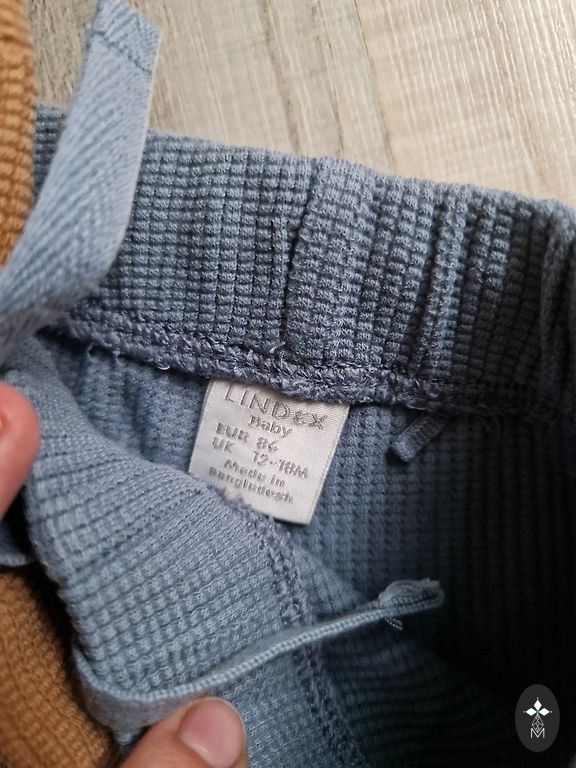 LINDEX
Baby
EUR 86
UK 12-18M
Made in
Bangladesh
M